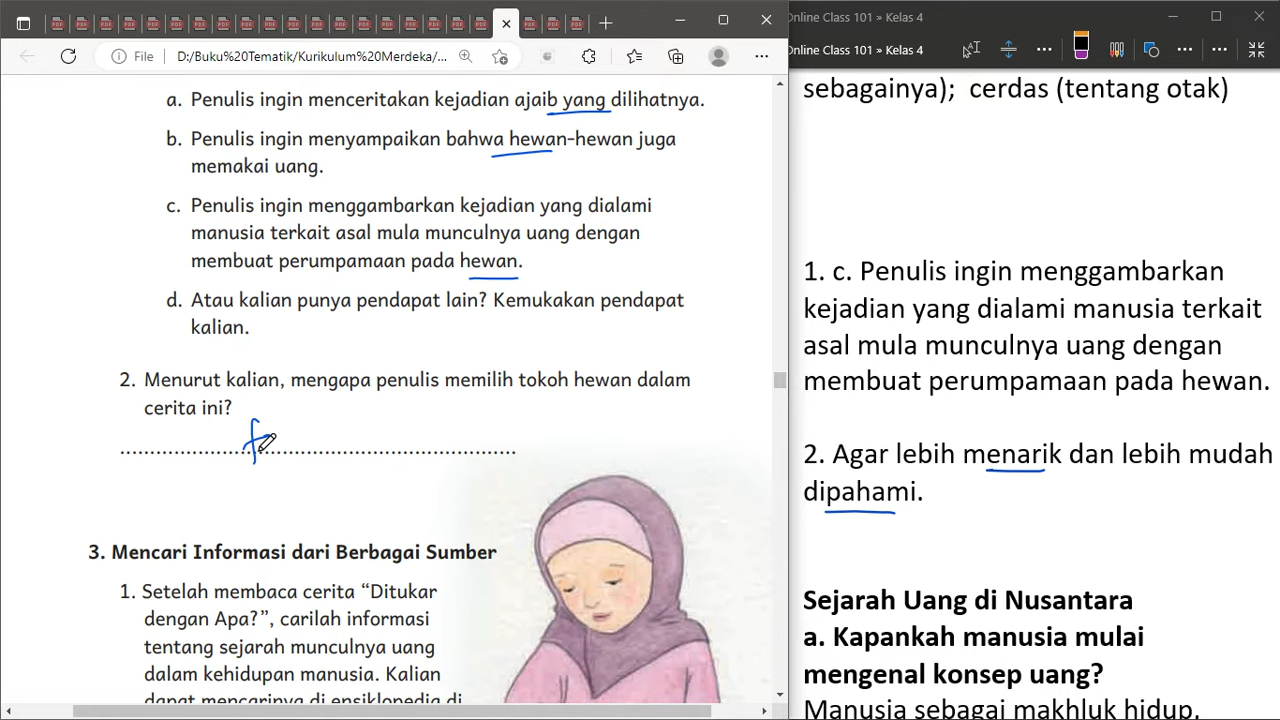 File
D:/Buku%20Tematik/Kurikulum%20Merdeka/...
a. Penulis ingin menceritakan kejadian ajaib yang dilihatnya.
b. Penulis ingin menyampaikan bahwa hewan-hewan juga
memakai uang.
c. Penulis ingin menggambarkan kejadian yang dialami
manusia terkait asal mula munculnya uang dengan
membuat perumpamaan pada hewan.
d. Atau kalian punya pendapat lain? Kemukakan pendapat
kalian.
2. Menurut kalian, mengapa penulis memilih tokoh hewan dalam
cerita ini?
3. Mencari Informasi dari Berbagai Sumber
1. Setelah membaca cerita “Ditukar
dengan Apa?”, carilah informasi
tentang sejarah munculnya uang
dalam kehidupan manusia. Kalian
dapat mencarinya di ensiklopedia di
Online Class 101 » Kelas 4
Online Class 101 » Kelas 4
sebagainya); cerdas (tentang otak)
1. c. Penulis ingin menggambarkan
kejadian yang dialami manusia terkait
asal mula munculnya uang dengan
membuat perumpamaan pada hewan.
2. Agar lebih menarik dan lebih mudah
dipahami.
Sejarah Uang di Nusantara
a. Kapankah manusia mulai
mengenal konsep uang?
Manusia sebagai makhluk hidup,